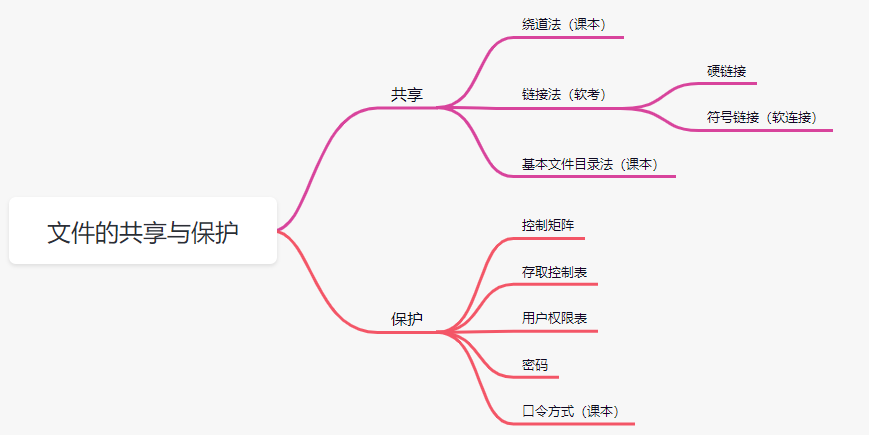 文件的共享与保护
共享
绕道法（课本）
链接法（软考）
硬链接
符号链接（软连接）
基本文件目录法（课本）
保护
控制矩阵
存取控制表
用户权限表
密码
口令方式（课本）